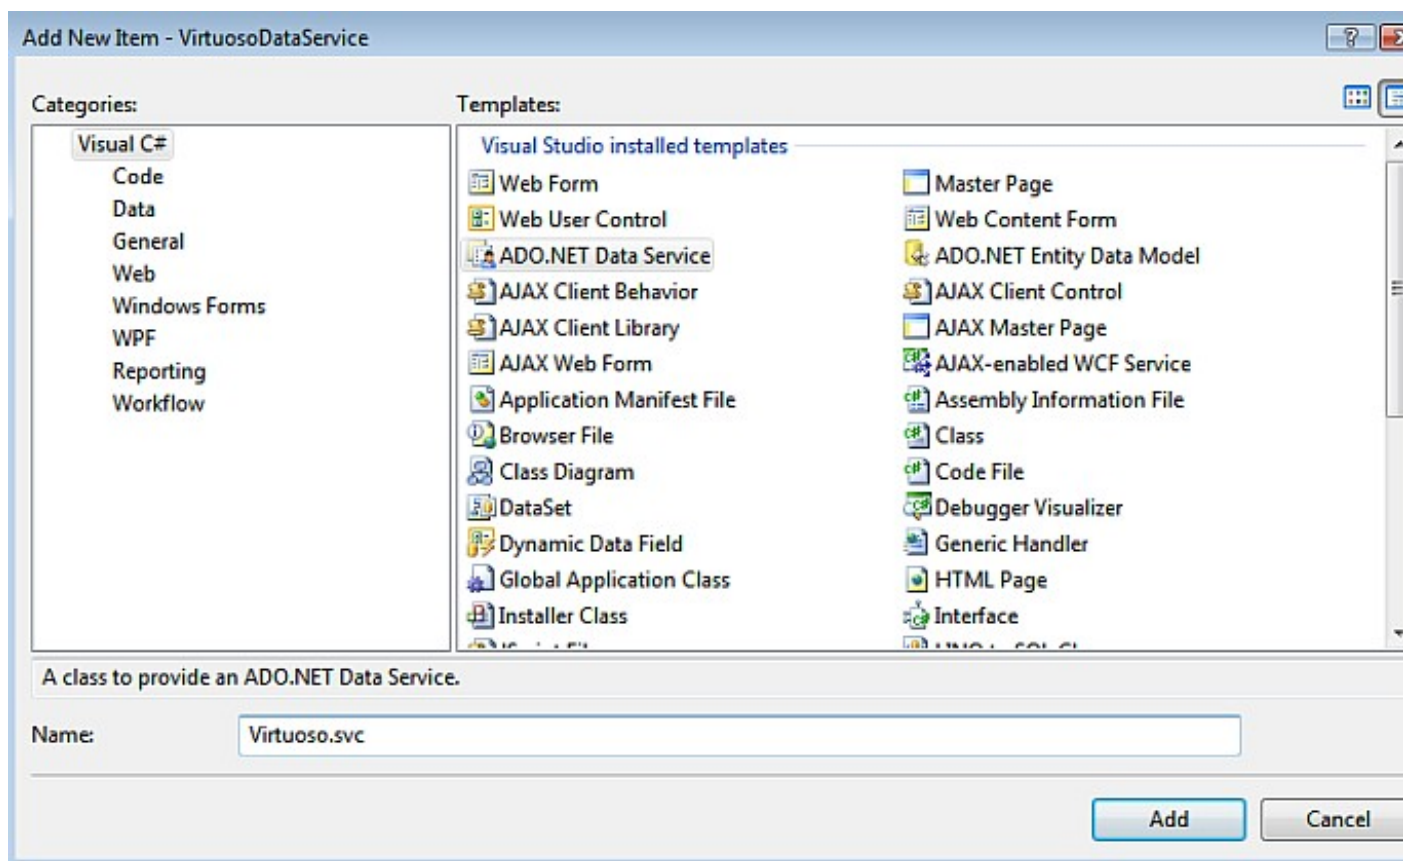 Add New Item - VirtuosoDataService
Categories:
Templates:
Visual C#
Code
Data
General
Web
Windows Forms
WPF
Reporting
Workflow
Visual Studio installed templates
Web Form
Master Page
Web User Control
Web Content Form
ADO.NET Data Service
ADO.NET Entity Data Model
AJAX Client Behavior
AJAX Client Control
AJAX Client Library
AJAX Master Page
AJAX Web Form
AJAX-enabled WCF Service
Application Manifest File
Assembly Information File
Browser File
Class
Class Diagram
Code File
DataSet
Debugger Visualizer
Dynamic Data Field
Generic Handler
Global Application Class
HTML Page
Installer Class
Interface
A class to provide an ADO.NET Data Service.
Name:
Virtuoso.svc
Add
Cancel